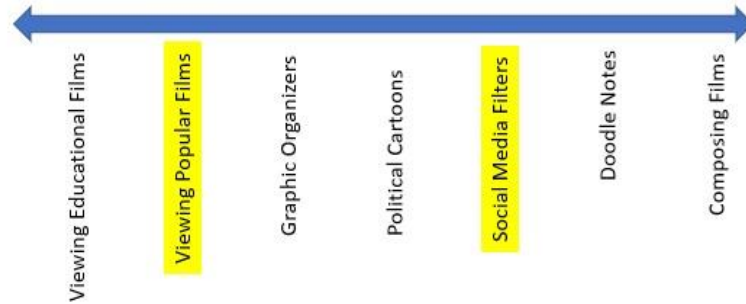 Viewing Educational Films
Viewing Popular Films
Graphic Organizers
Political Cartoons
Social Media Filters
Doodle Notes
Composing Films